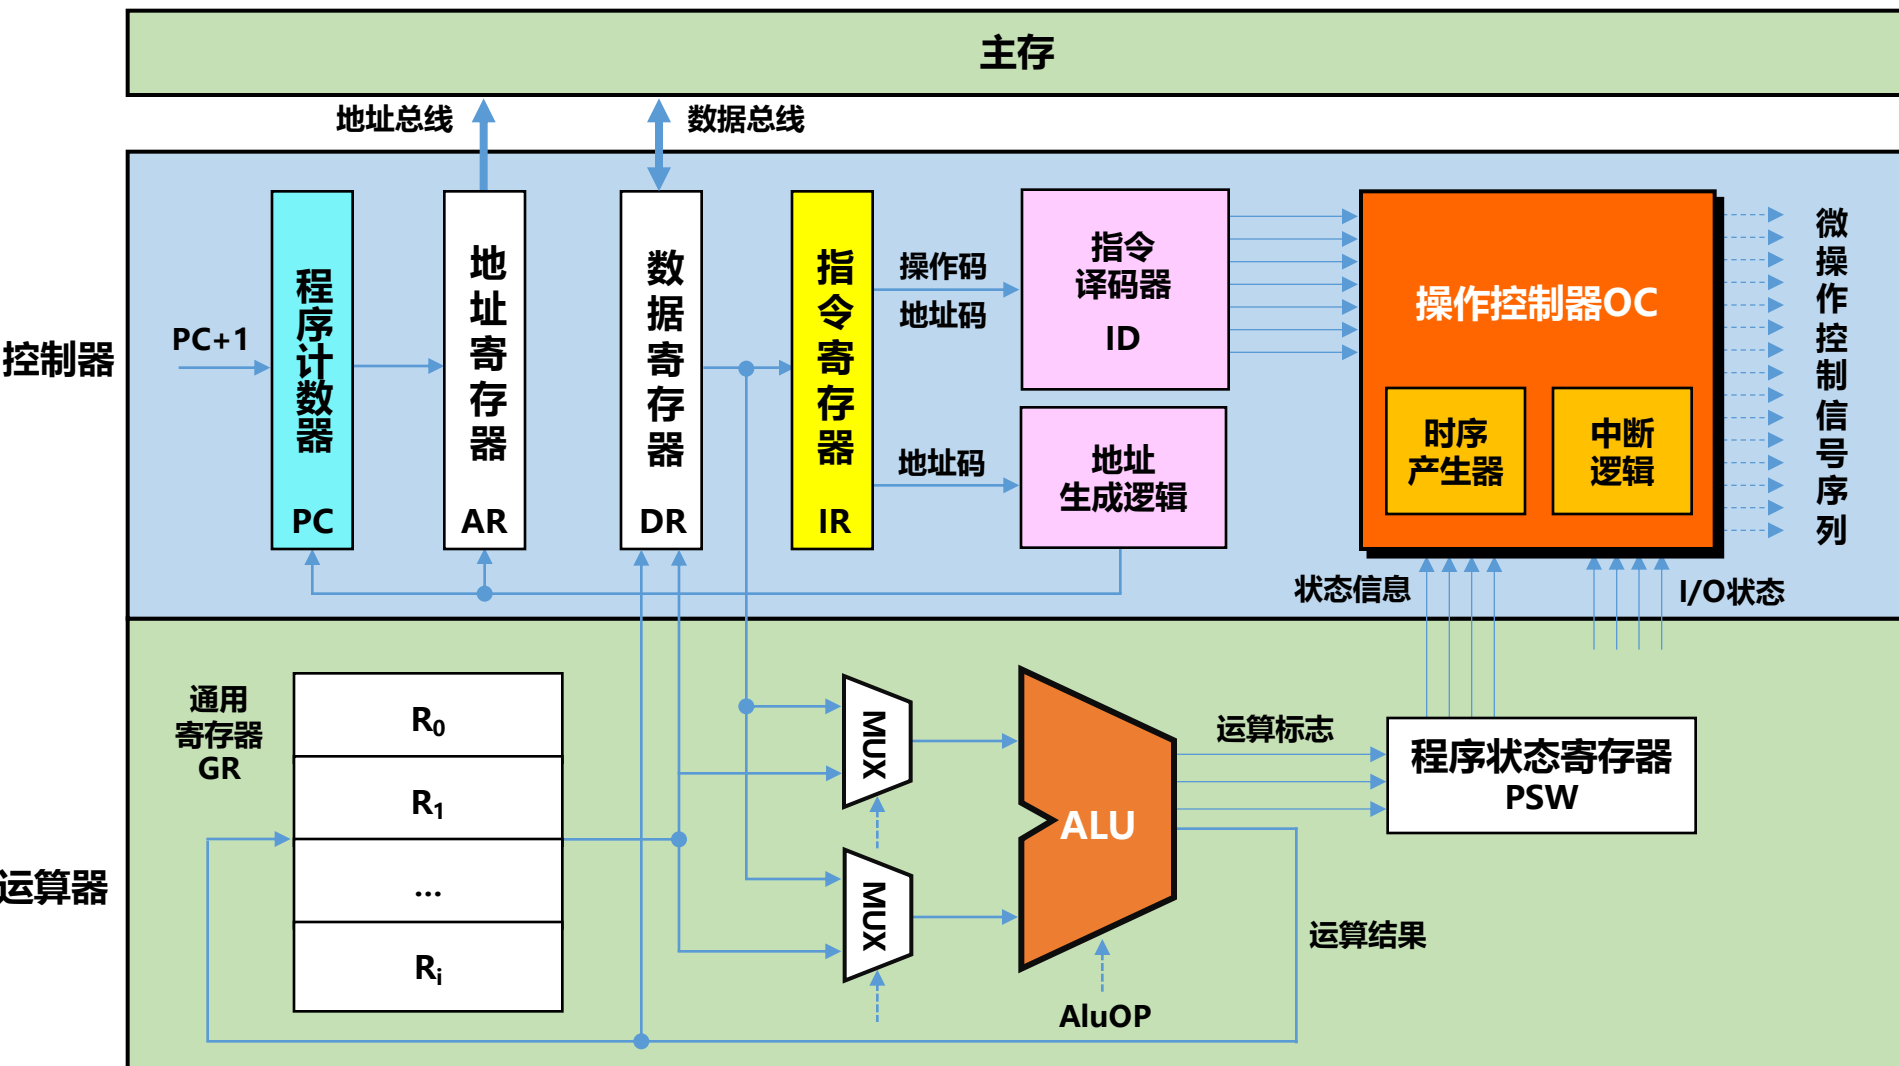 主存
地址总线
数据总线
控制器
PC+1
程序计数器
PC
地址寄存器
AR
数据寄存器
DR
指令寄存器
IR
操作码
地址码
地址码
指令
译码器
ID
地址
生成逻辑
操作控制器OC
时序
产生器
中断
逻辑
微操作控制信号序列
状态信息
I/O状态
运算器
通用
寄存器
GR
R0
R1
...
Ri
MUX
MUX
ALU
AluOP
运算标志
程序状态寄存器
PSW
运算结果